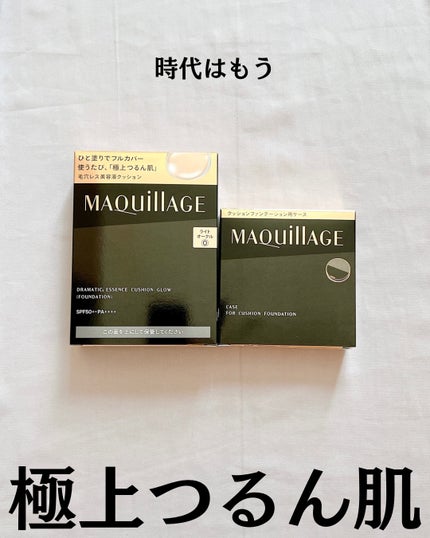 時代はもう
ひと塗りでフルカバー
使うたび、「極上つるん肌」
毛穴レス美容液クッション
MAQuillAGE
ライト
オークル
0
DRAMATIC ESSENCE CUSHION GLOW
(FOUNDATION)
SPF50+・PA++++
この面を上にして保管してください
クッションファンデーション用ケース
MAQuillAGE
CASE
FOR CUSHION FOUNDATION
極上つるん肌